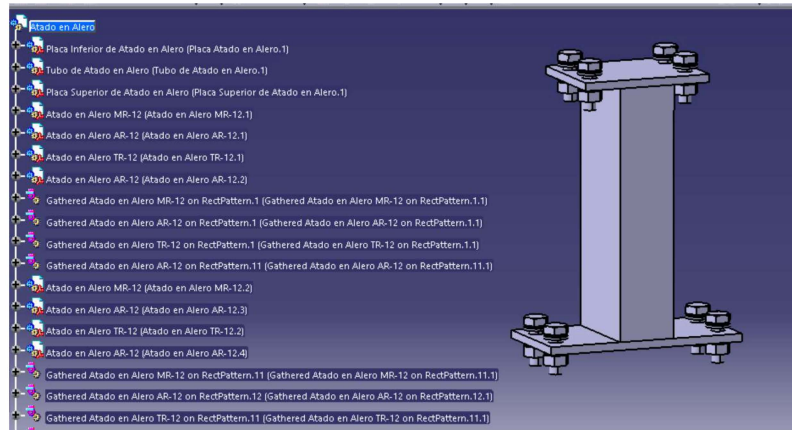 Atado en Alero
Placa Inferior de Atado en Alero (Placa Atado en Alero.1)
Tubo de Atado en Alero (Tubo de Atado en Alero.1)
Placa Superior de Atado en Alero (Placa Superior de Atado en Alero.1)
Atado en Alero MR-12 (Atado en Alero MR-12.1)
Atado en Alero AR-12 (Atado en Alero AR-12.1)
Atado en Alero TR-12 (Atado en Alero TR-12.1)
Atado en Alero AR-12 (Atado en Alero AR-12.2)
Gathered Atado en Alero MR-12 on RectPattern.1 (Gathered Atado en Alero MR-12 on RectPattern.1.1)
Gathered Atado en Alero AR-12 on RectPattern.1 (Gathered Atado en Alero AR-12 on RectPattern.1.1)
Gathered Atado en Alero TR-12 on RectPattern.1 (Gathered Atado en Alero TR-12 on RectPattern.1.1)
Gathered Atado en Alero AR-12 on RectPattern.11 (Gathered Atado en Alero AR-12 on RectPattern.11.1)
Atado en Alero MR-12 (Atado en Alero MR-12.2)
Atado en Alero AR-12 (Atado en Alero AR-12.3)
Atado en Alero TR-12 (Atado en Alero TR-12.2)
Atado en Alero AR-12 (Atado en Alero AR-12.4)
Gathered Atado en Alero MR-12 on RectPattern.11 (Gathered Atado en Alero MR-12 on RectPattern.11.1)
Gathered Atado en Alero AR-12 on RectPattern.12 (Gathered Atado en Alero AR-12 on RectPattern.12.1)
Gathered Atado en Alero TR-12 on RectPattern.11 (Gathered Atado en Alero TR-12 on RectPattern.11.1)